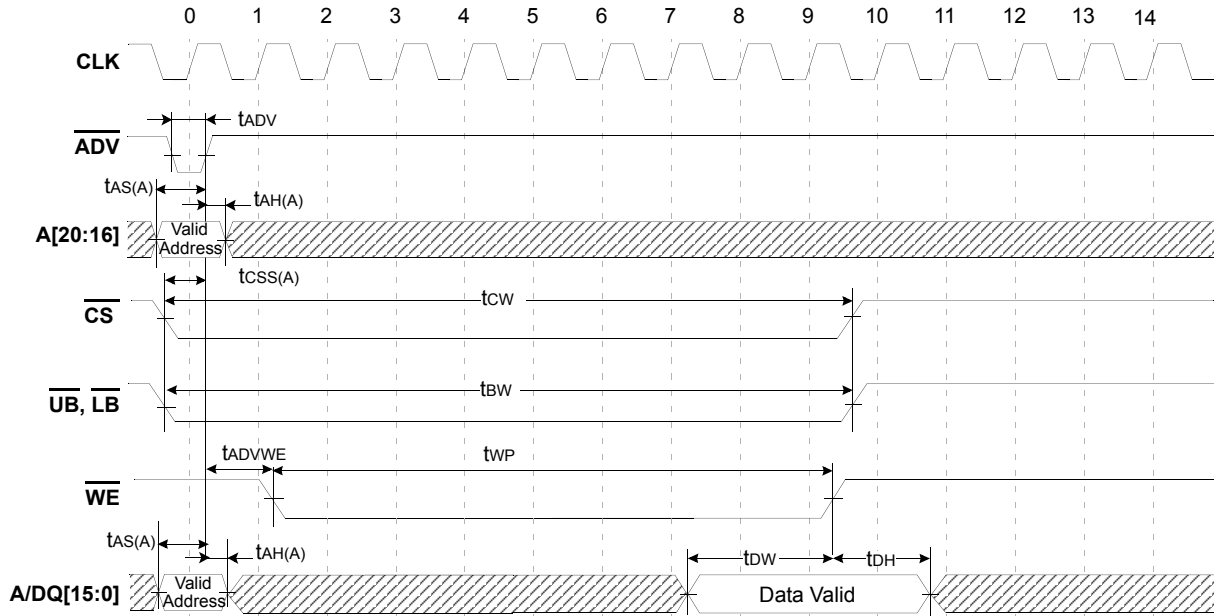 0 1 2 3 4 5 6 7 8 9 10 11 12 13 14
CLK
tADV
ADV
tAS(A)
tAH(A)
A[20:16]
Valid
Address
tCSS(A)
tCW
CS
tBW
UB, LB
tADVWE
tWP
WE
tAS(A)
tAH(A)
tDW
tDH
A/DQ[15:0]
Valid
Address
Data Valid